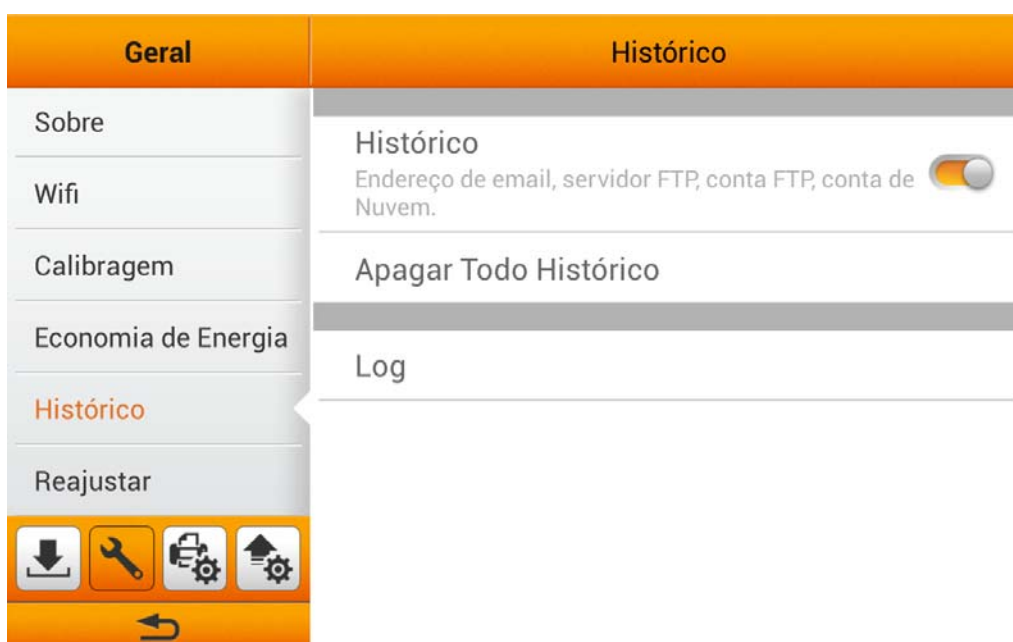 Geral
Histórico
Sobre
Wifi
Calibragem
Economia de Energia
Histórico
Reajustar
Histórico
Endereço de email, servidor FTP, conta FTP, conta de
Nuvem.
Apagar Todo Histórico
Log